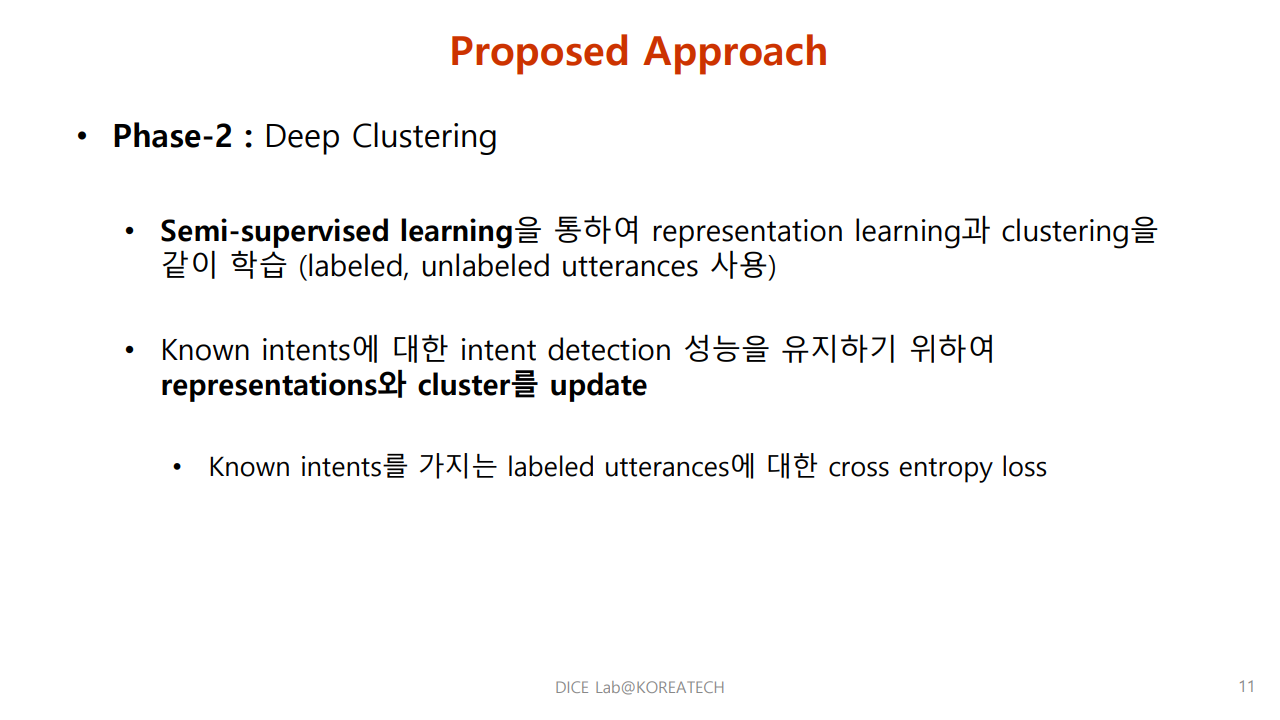 Proposed Approach
• Phase-2 : Deep Clustering
• Semi-supervised learning을 통하여 representation learning과 clustering을
같이 학습 (labeled, unlabeled utterances 사용)
• Known intents에 대한 intent detection 성능을 유지하기 위하여
representations와 cluster를 update
• Known intents를 가지는 labeled utterances에 대한 cross entropy loss
DICE Lab@KOREATECH
11